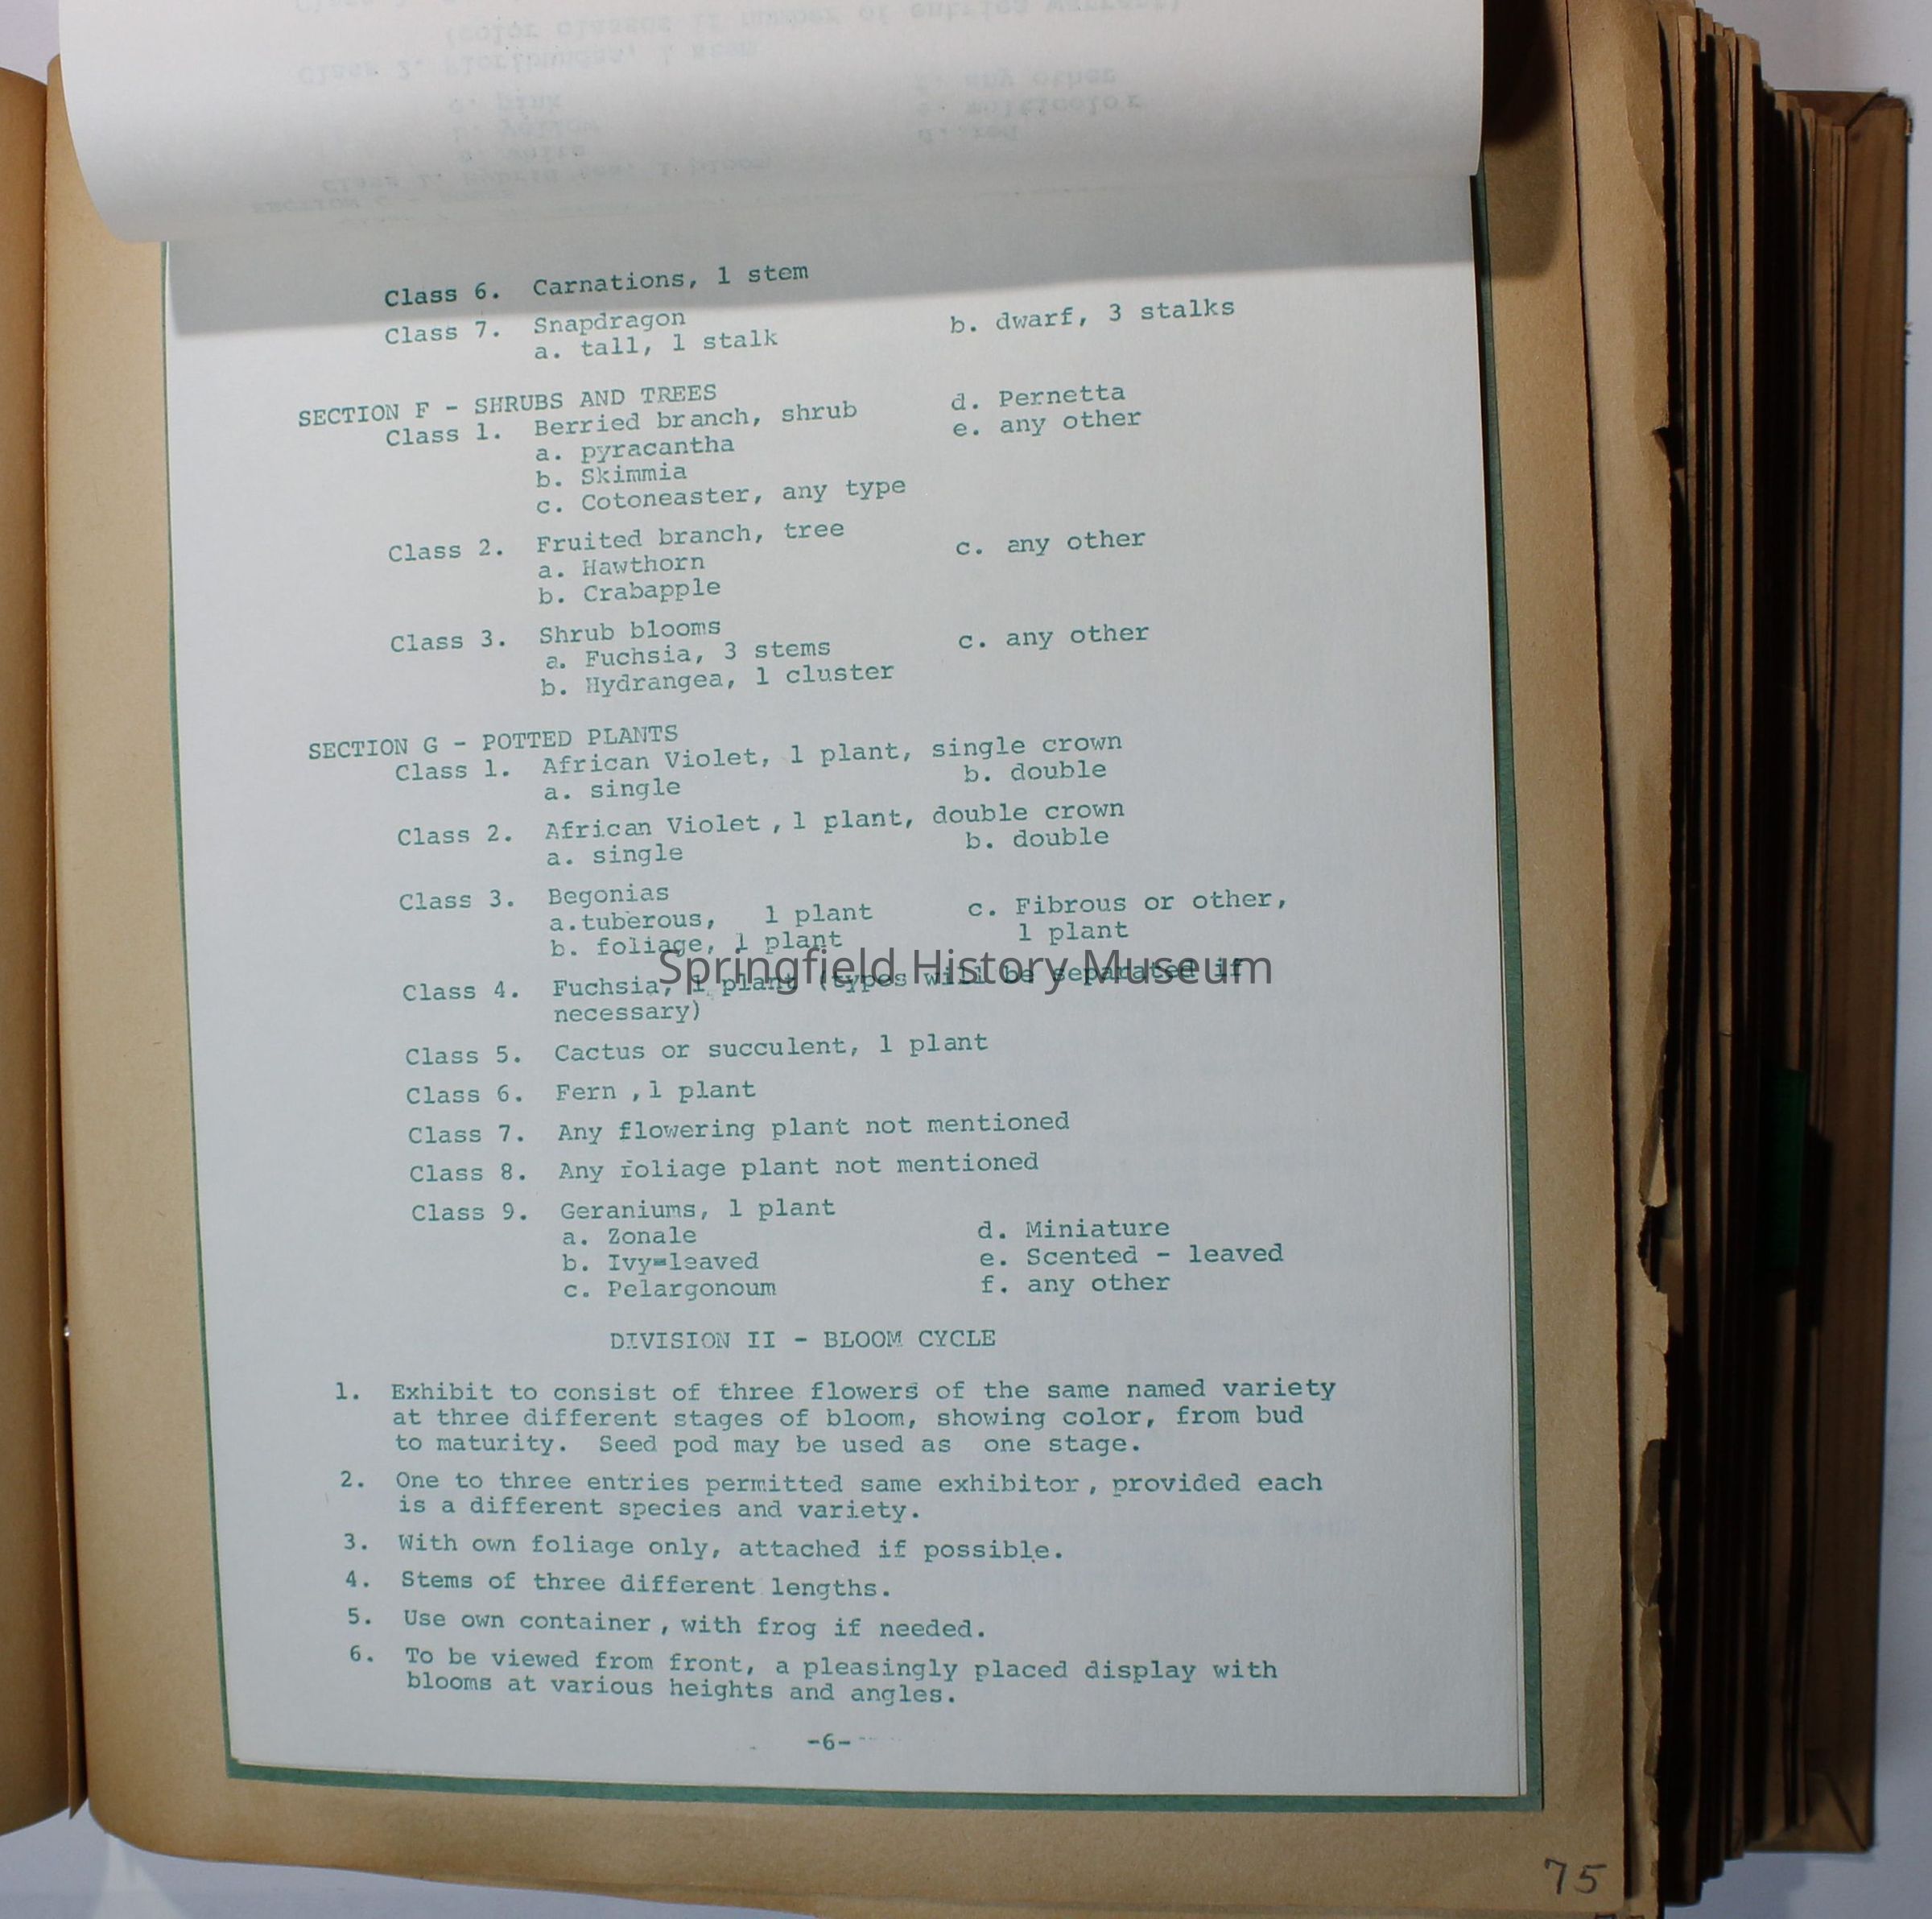 Class 6. Carnations, 1 stem
Class 7. Snapdragon
a. tall, 1 stalk b. dwarf, 3 stalks
SECTION F - SHRUBS AND TREES
Class 1. Berried branch, shrub
a. pyracantha
b. Skimmia
c. Cotoneaster, any type
d. Pernetta
e. any other
Class 2. Fruited branch, tree
a. Hawthorn
b. Crabapple
c. any other
Class 3. Shrub blooms
a. Fuchsia, 3 stems
b. Hydrangea, 1 cluster
c. any other
SECTION G - POTTED PLANTS
Class 1. African Violet, 1 plant, single crown
a. single b. double
Class 2. African Violet ,1 plant, double crown
a. single b. double
Class 3. Begonias
a.tuberous, 1 plant
b. foliage, 1 plant
c. Fibrous or other,
1 plant
Springfield History Museum
Class 4. Fuchsia, 1 plant (types will be separated if
necessary)
Class 5. Cactus or succulent, 1 plant
Class 6. Fern ,1 plant
Class 7. Any flowering plant not mentioned
Class 8. Any foliage plant not mentioned
Class 9. Geraniums, 1 plant
a. Zonale
b. Ivy=leaved
c. Pelargonoum
d. Miniature
e. Scented - leaved
f. any other
DIVISION II - BLOOM CYCLE
1. Exhibit to consist of three flowers of the same named variety
at three different stages of bloom, showing color, from bud
to maturity. Seed pod may be used as one stage.
2. One to three entries permitted same exhibitor, provided each
is a different species and variety.
3. With own foliage only, attached if possible.
4. Stems of three different lengths.
5. Use own container, with frog if needed.
6. To be viewed from front, a pleasingly placed display with
blooms at various heights and angles.
-6-
75